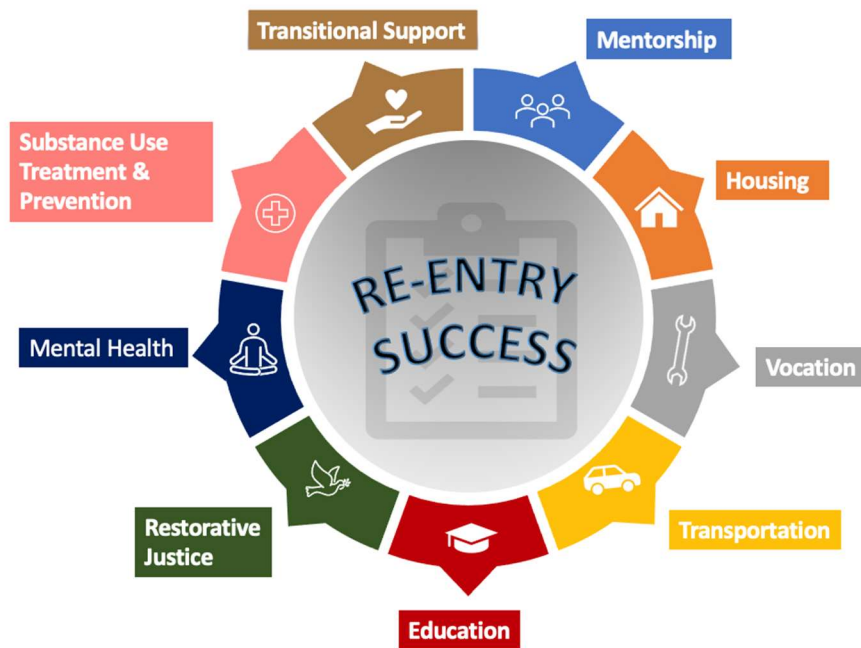 Transitional Support
Mentorship
Substance Use
Treatment &
Prevention
Housing
RE-ENTRY
SUCCESS
Mental Health
Vocation
Restorative
Justice
Transportation
Education